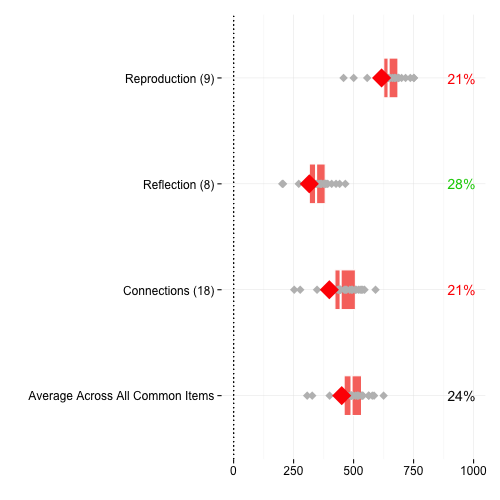 Reproduction (9)
21%
Reflection (8)
28%
Connections (18)
21%
Average Across All Common Items
24%
0 250 500 750 1000